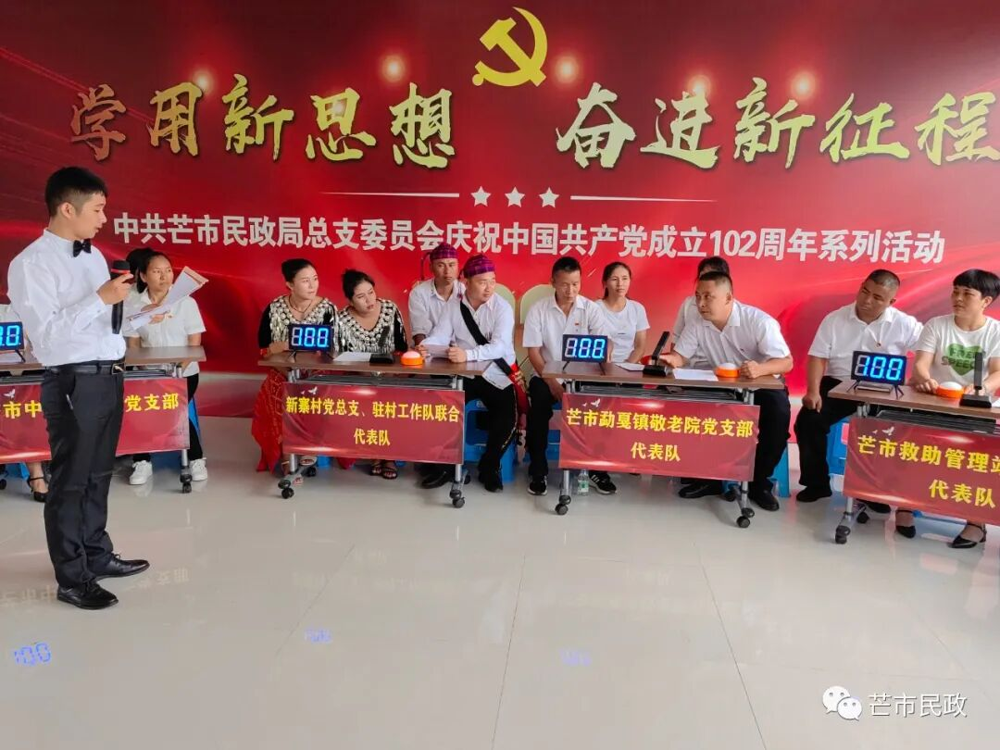 学用新思想 奋进新征程
中共芒市民政局总支委员会庆祝中国共产党成立102周年系列活动
100
100
100
市中
党支部
新寨村党总支、驻村工作队联合
代表队
芒市勐戛镇敬老院党支部
代表队
芒市救助管理站
代表队
芒市民政